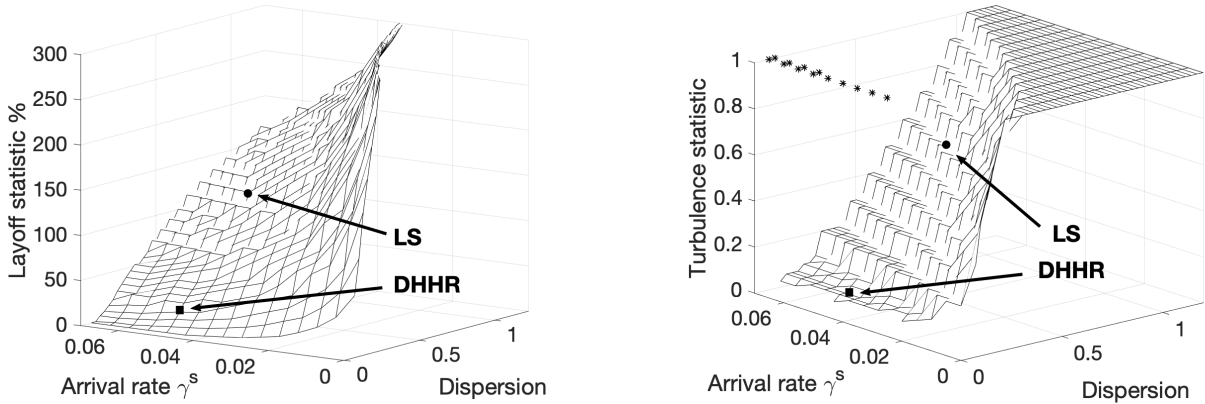 300
250
200
150
100
50
0
Layoff statistic %
LS
DHHR
0.06
0.04
0.02
0
Arrival rate γˢ
0
0.5
1
Dispersion
1
0.8
0.6
0.4
0.2
0
Turbulence statistic
LS
DHHR
0.06
0.04
0.02
0
Arrival rate γˢ
0
0.5
1
Dispersion